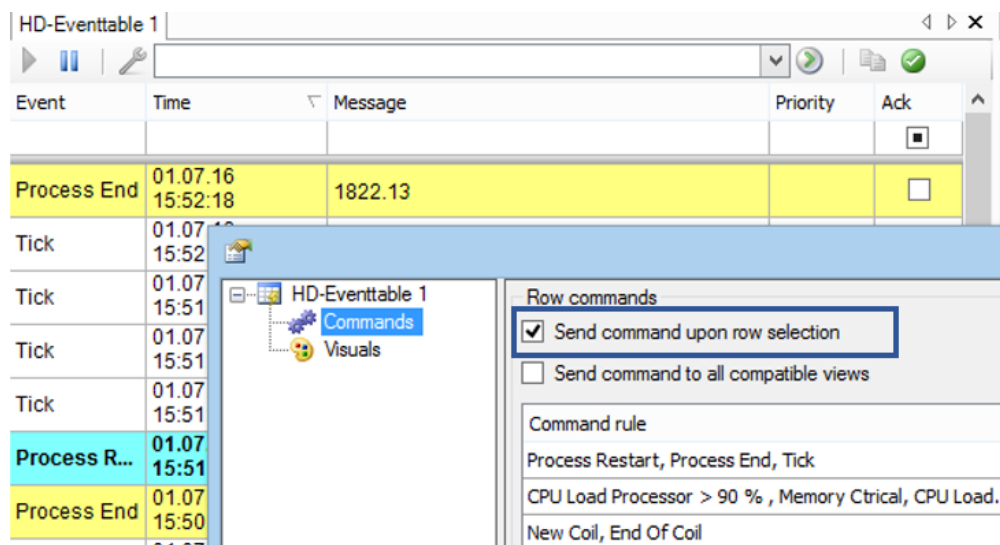 HD-Eventtable 1
Event Time Message Priority Ack
Process End 01.07.16 15:52:18 1822.13
Tick 01.07 15:52
Tick 01.07 15:51
Tick 01.07 15:51
Tick 01.07 15:51
Process R... 01.07 15:51
Process End 01.07 15:50
HD-Eventtable 1
Commands
Visuals
Row commands
Send command upon row selection
Send command to all compatible views
Command rule
Process Restart, Process End, Tick
CPU Load Processor > 90 % , Memory Ctrical, CPU Load.
New Coil, End Of Coil